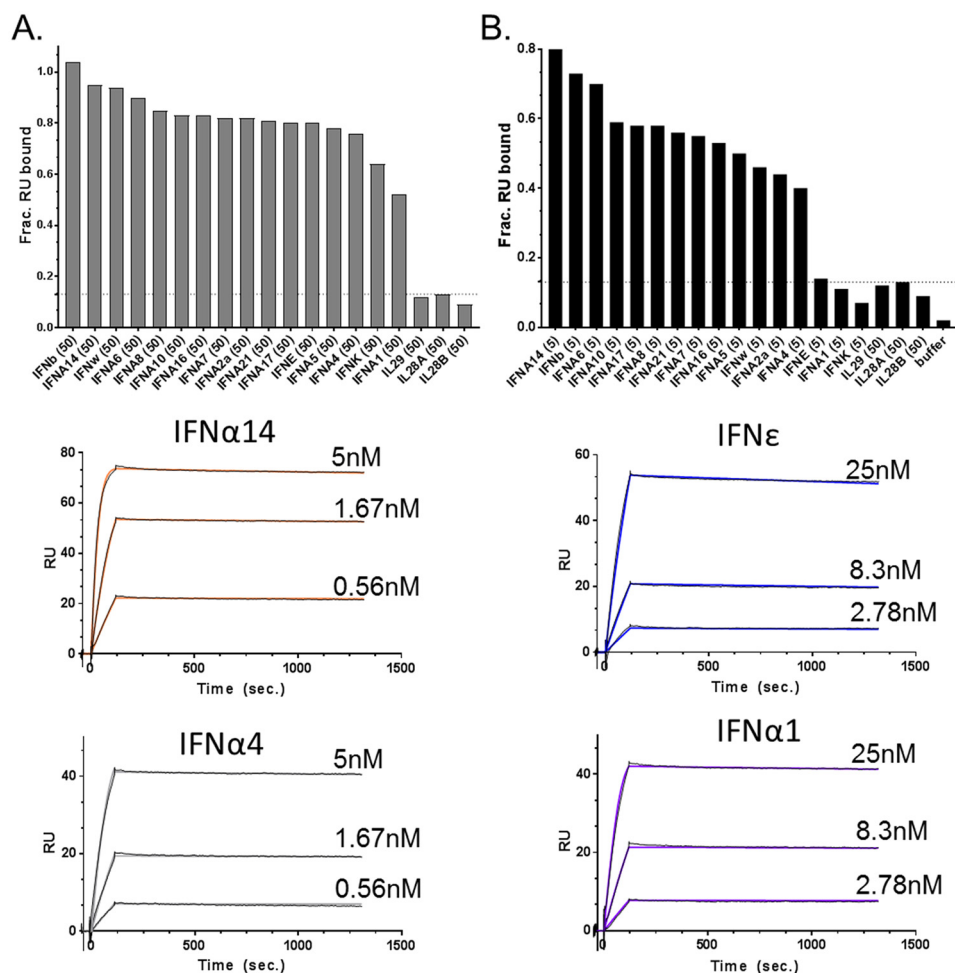 A.
Frac. RU bound
1.0
0.8
0.6
0.4
0.2
0.0
IFNb (50)
IFNA14 (50)
IFNw (50)
IFNA6 (50)
IFNA8 (50)
IFNA10 (50)
IFNA16 (50)
IFNA7 (50)
IFNA2a (50)
IFNA21 (50)
IFNA17 (50)
IFNE (50)
IFNA5 (50)
IFNA4 (50)
IFNK (50)
IFNA1 (50)
IL29 (50)
IL28A (50)
IL28B (50)
B.
Frac. RU bound
0.8
0.6
0.4
0.2
0.0
IFNA14 (5)
IFNb (5)
IFNA6 (5)
IFNA10 (5)
IFNA17 (5)
IFNA8 (5)
IFNA21 (5)
IFNA7 (5)
IFNA16 (5)
IFNA5 (5)
IFNw (5)
IFNA2a (5)
IFNA4 (5)
IFNE (5)
IFNA1 (5)
IFNK (5)
IL29 (50)
IL28A (50)
IL28B (50)
buffer
IFNα14
80
60
40
20
0
RU
5nM
1.67nM
0.56nM
0 500 1000 1500
Time (sec.)
IFNε
60
40
20
0
RU
25nM
8.3nM
2.78nM
0 500 1000 1500
Time (sec.)
IFNα4
40
20
0
RU
5nM
1.67nM
0.56nM
0 500 1000 1500
Time (sec.)
IFNα1
40
20
0
RU
25nM
8.3nM
2.78nM
0 500 1000 1500
Time (sec.)